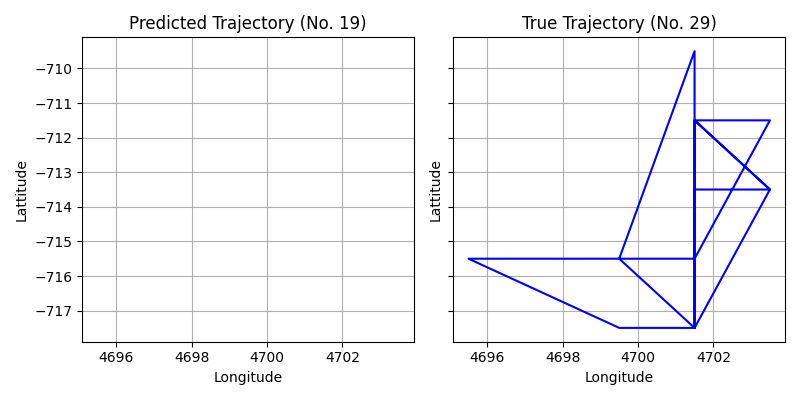 Predicted Trajectory (No. 19)
True Trajectory (No. 29)
Lattitude
−710
−711
−712
−713
−714
−715
−716
−717
4696 4698 4700 4702
Longitude
Lattitude
4696 4698 4700 4702
Longitude